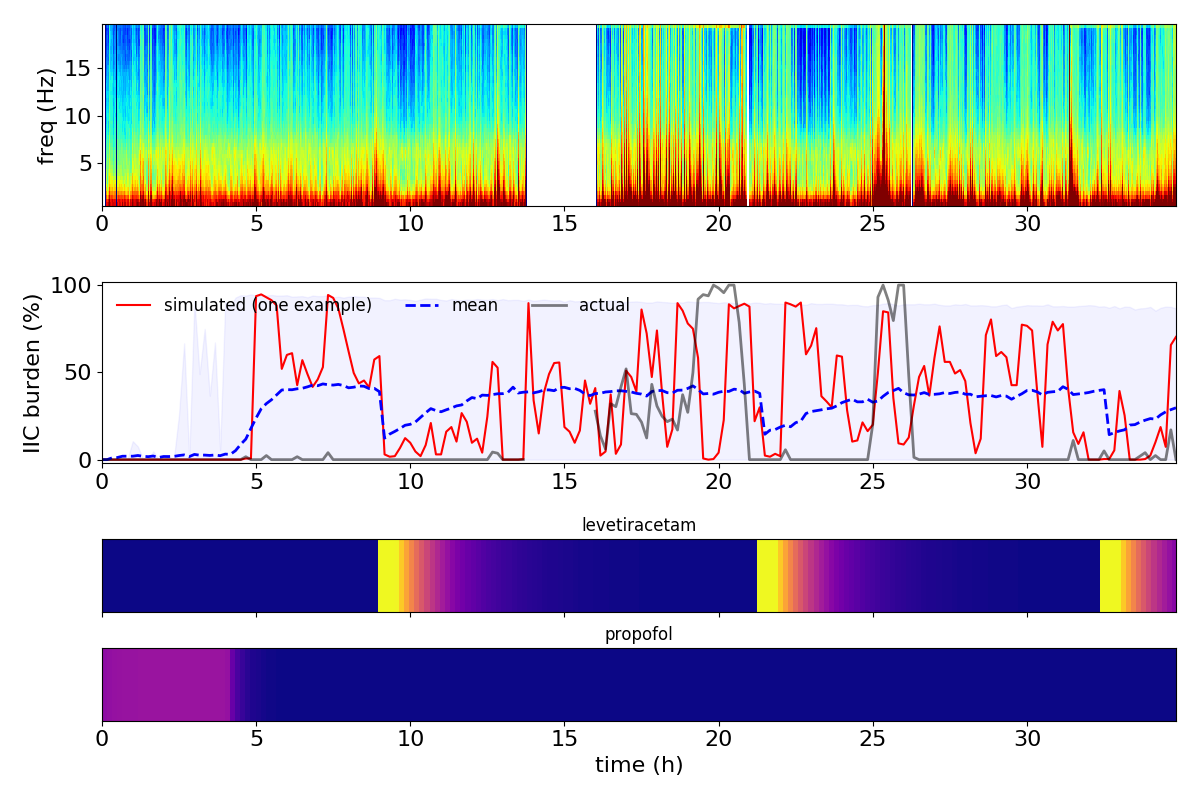 freq (Hz)
15
10
5
0 5 10 15 20 25 30
IIC burden (%)
100
50
0
simulated (one example) mean actual
0 5 10 15 20 25 30
levetiracetam
propofol
0 5 10 15 20 25 30
time (h)